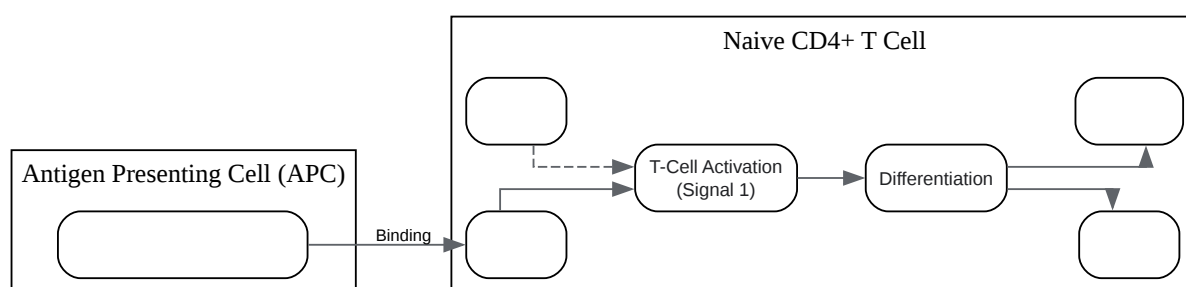 Naive CD4+ T Cell
Antigen Presenting Cell (APC)
T-Cell Activation
(Signal 1)
Differentiation
Binding